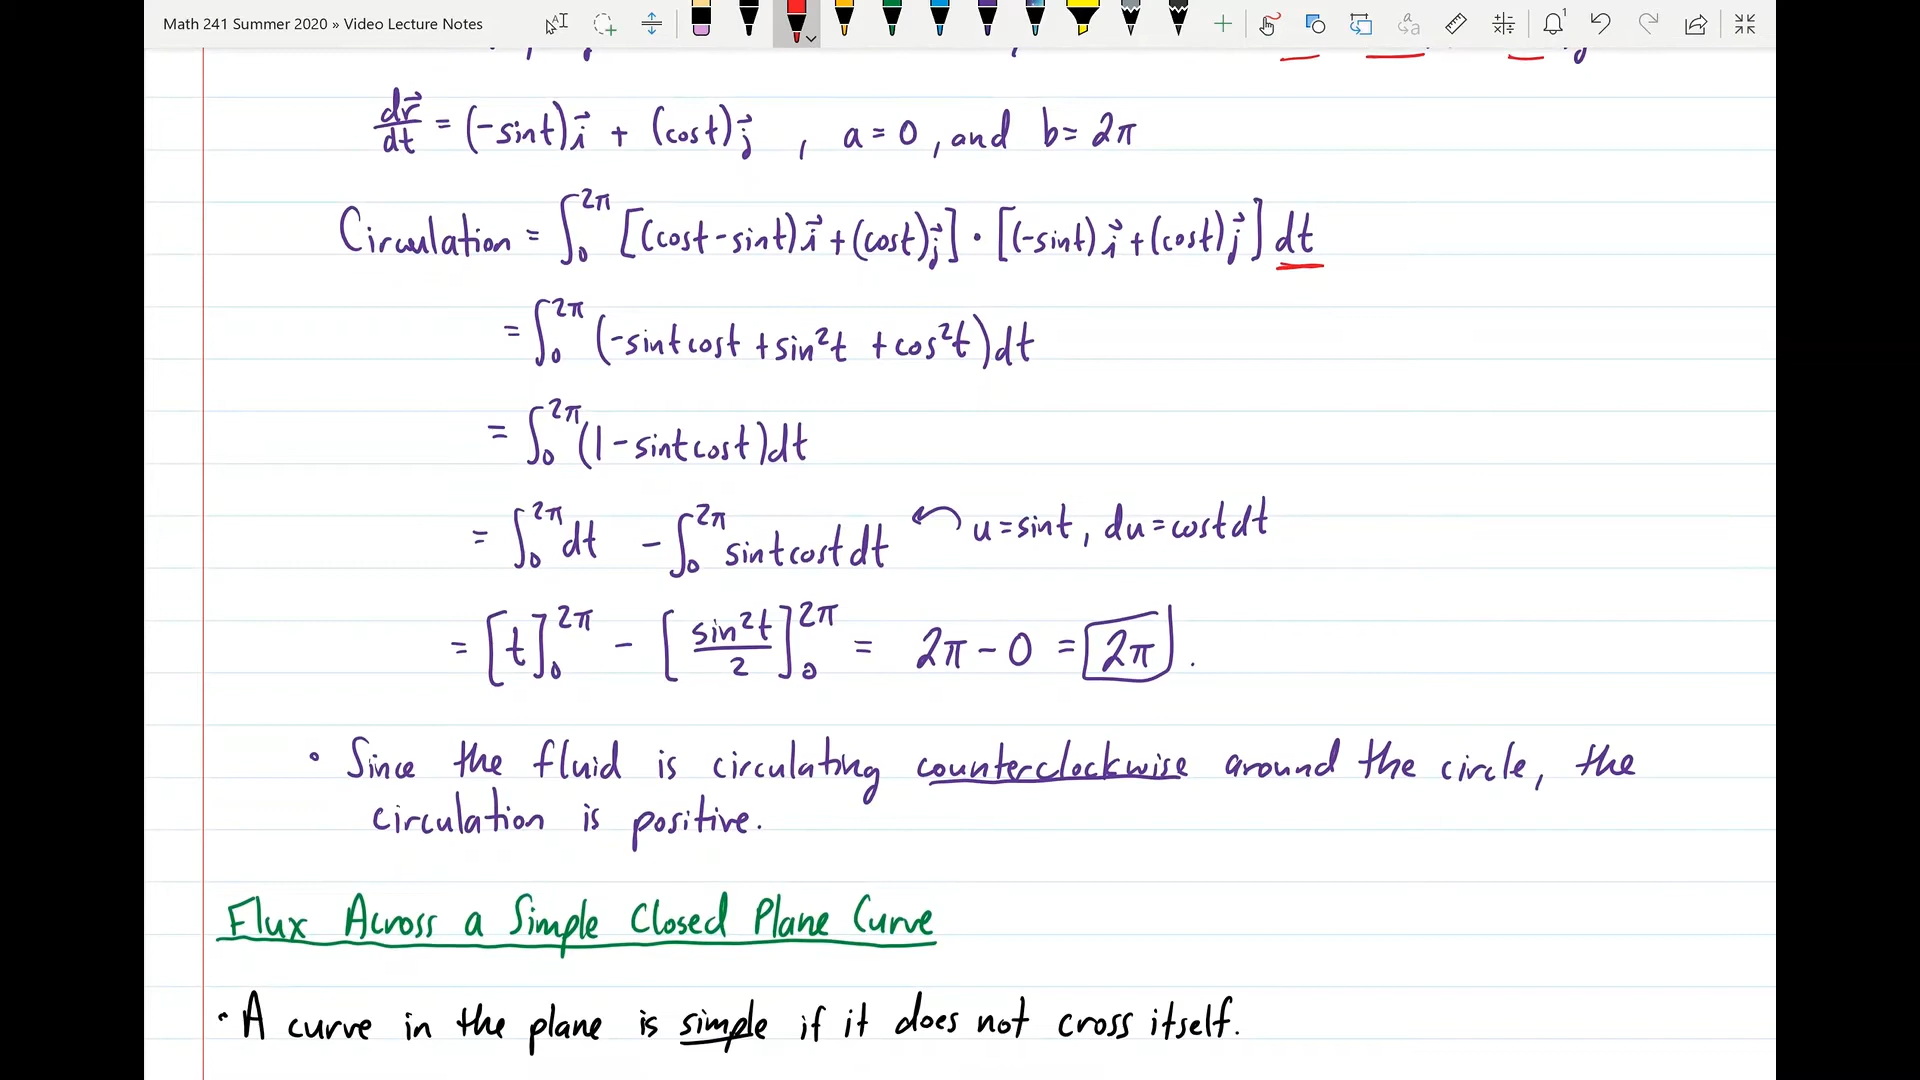 Math 241 Summer 2020 » Video Lecture Notes
dr⃗/dt = (-sint)i⃗ + (cost)j⃗ , a = 0, and b = 2π
Circulation = ∫₀^2π [(cost-sint)i⃗ + (cost)j⃗] · [(-sint)i⃗ + (cost)j⃗] dt
= ∫₀^2π (-sintcost + sin²t + cos²t)dt
= ∫₀^2π (1 - sintcost)dt
= ∫₀^2π dt - ∫₀^2π sintcostdt u = sint, du = costdt
= [t]₀^2π - [sin²t/2]₀^2π = 2π - 0 = 2π.
• Since the fluid is circulating counterclockwise around the circle, the
circulation is positive.
Flux Across a Simple Closed Plane Curve
• A curve in the plane is simple if it does not cross itself.